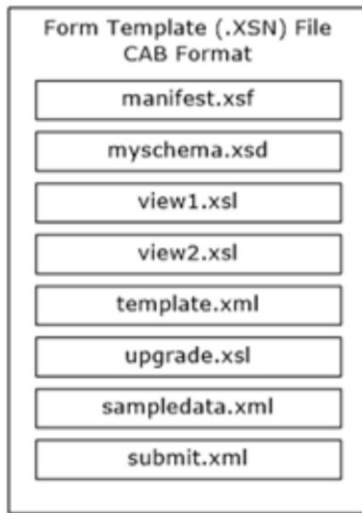 Form Template (.XSN) File
CAB Format
manifest.xsf
myschema.xsd
view1.xsl
view2.xsl
template.xml
upgrade.xsl
sampledata.xml
submit.xml